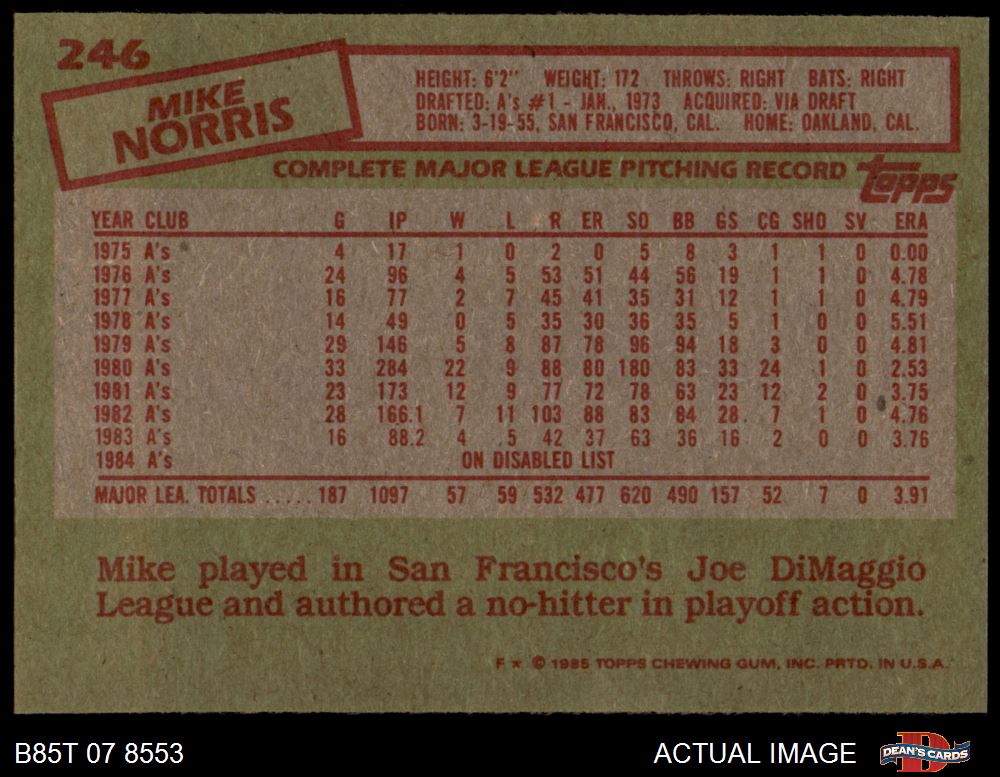 246
MIKE
NORRIS
HEIGHT: 6'2" WEIGHT: 172 THROWS: RIGHT BATS: RIGHT
DRAFTED: A's #1 - JAN., 1973 ACQUIRED: VIA DRAFT
BORN: 3-19-55, SAN FRANCISCO, CAL. HOME: OAKLAND, CAL.
COMPLETE MAJOR LEAGUE PITCHING RECORD topps
YEAR CLUB G IP W L R ER SO BB GS CG SHO SV ERA
1975 A's 4 17 1 0 2 0 5 8 3 1 1 0 0.00
1976 A's 24 96 4 5 53 51 44 56 19 1 1 0 4.78
1977 A's 16 77 2 7 45 41 35 31 12 1 1 0 4.79
1978 A's 14 49 0 5 35 30 36 35 5 1 0 0 5.51
1979 A's 29 146 5 8 87 78 96 94 18 3 0 0 4.81
1980 A's 33 284 22 9 88 80 180 83 33 24 1 0 2.53
1981 A's 23 173 12 9 77 72 78 63 23 12 2 0 3.75
1982 A's 28 166.1 7 11 103 88 83 84 28 7 1 0 4.76
1983 A's 16 88.2 4 5 42 37 63 36 16 2 0 0 3.76
1984 A's ON DISABLED LIST
MAJOR LEA. TOTALS ..... 187 1097 57 59 532 477 620 490 157 52 7 0 3.91
Mike played in San Francisco's Joe DiMaggio
League and authored a no-hitter in playoff action.
F * © 1985 TOPPS CHEWING GUM, INC. PRTD. IN U.S.A.
B85T 07 8553 ACTUAL IMAGE DEAN'S CARDS